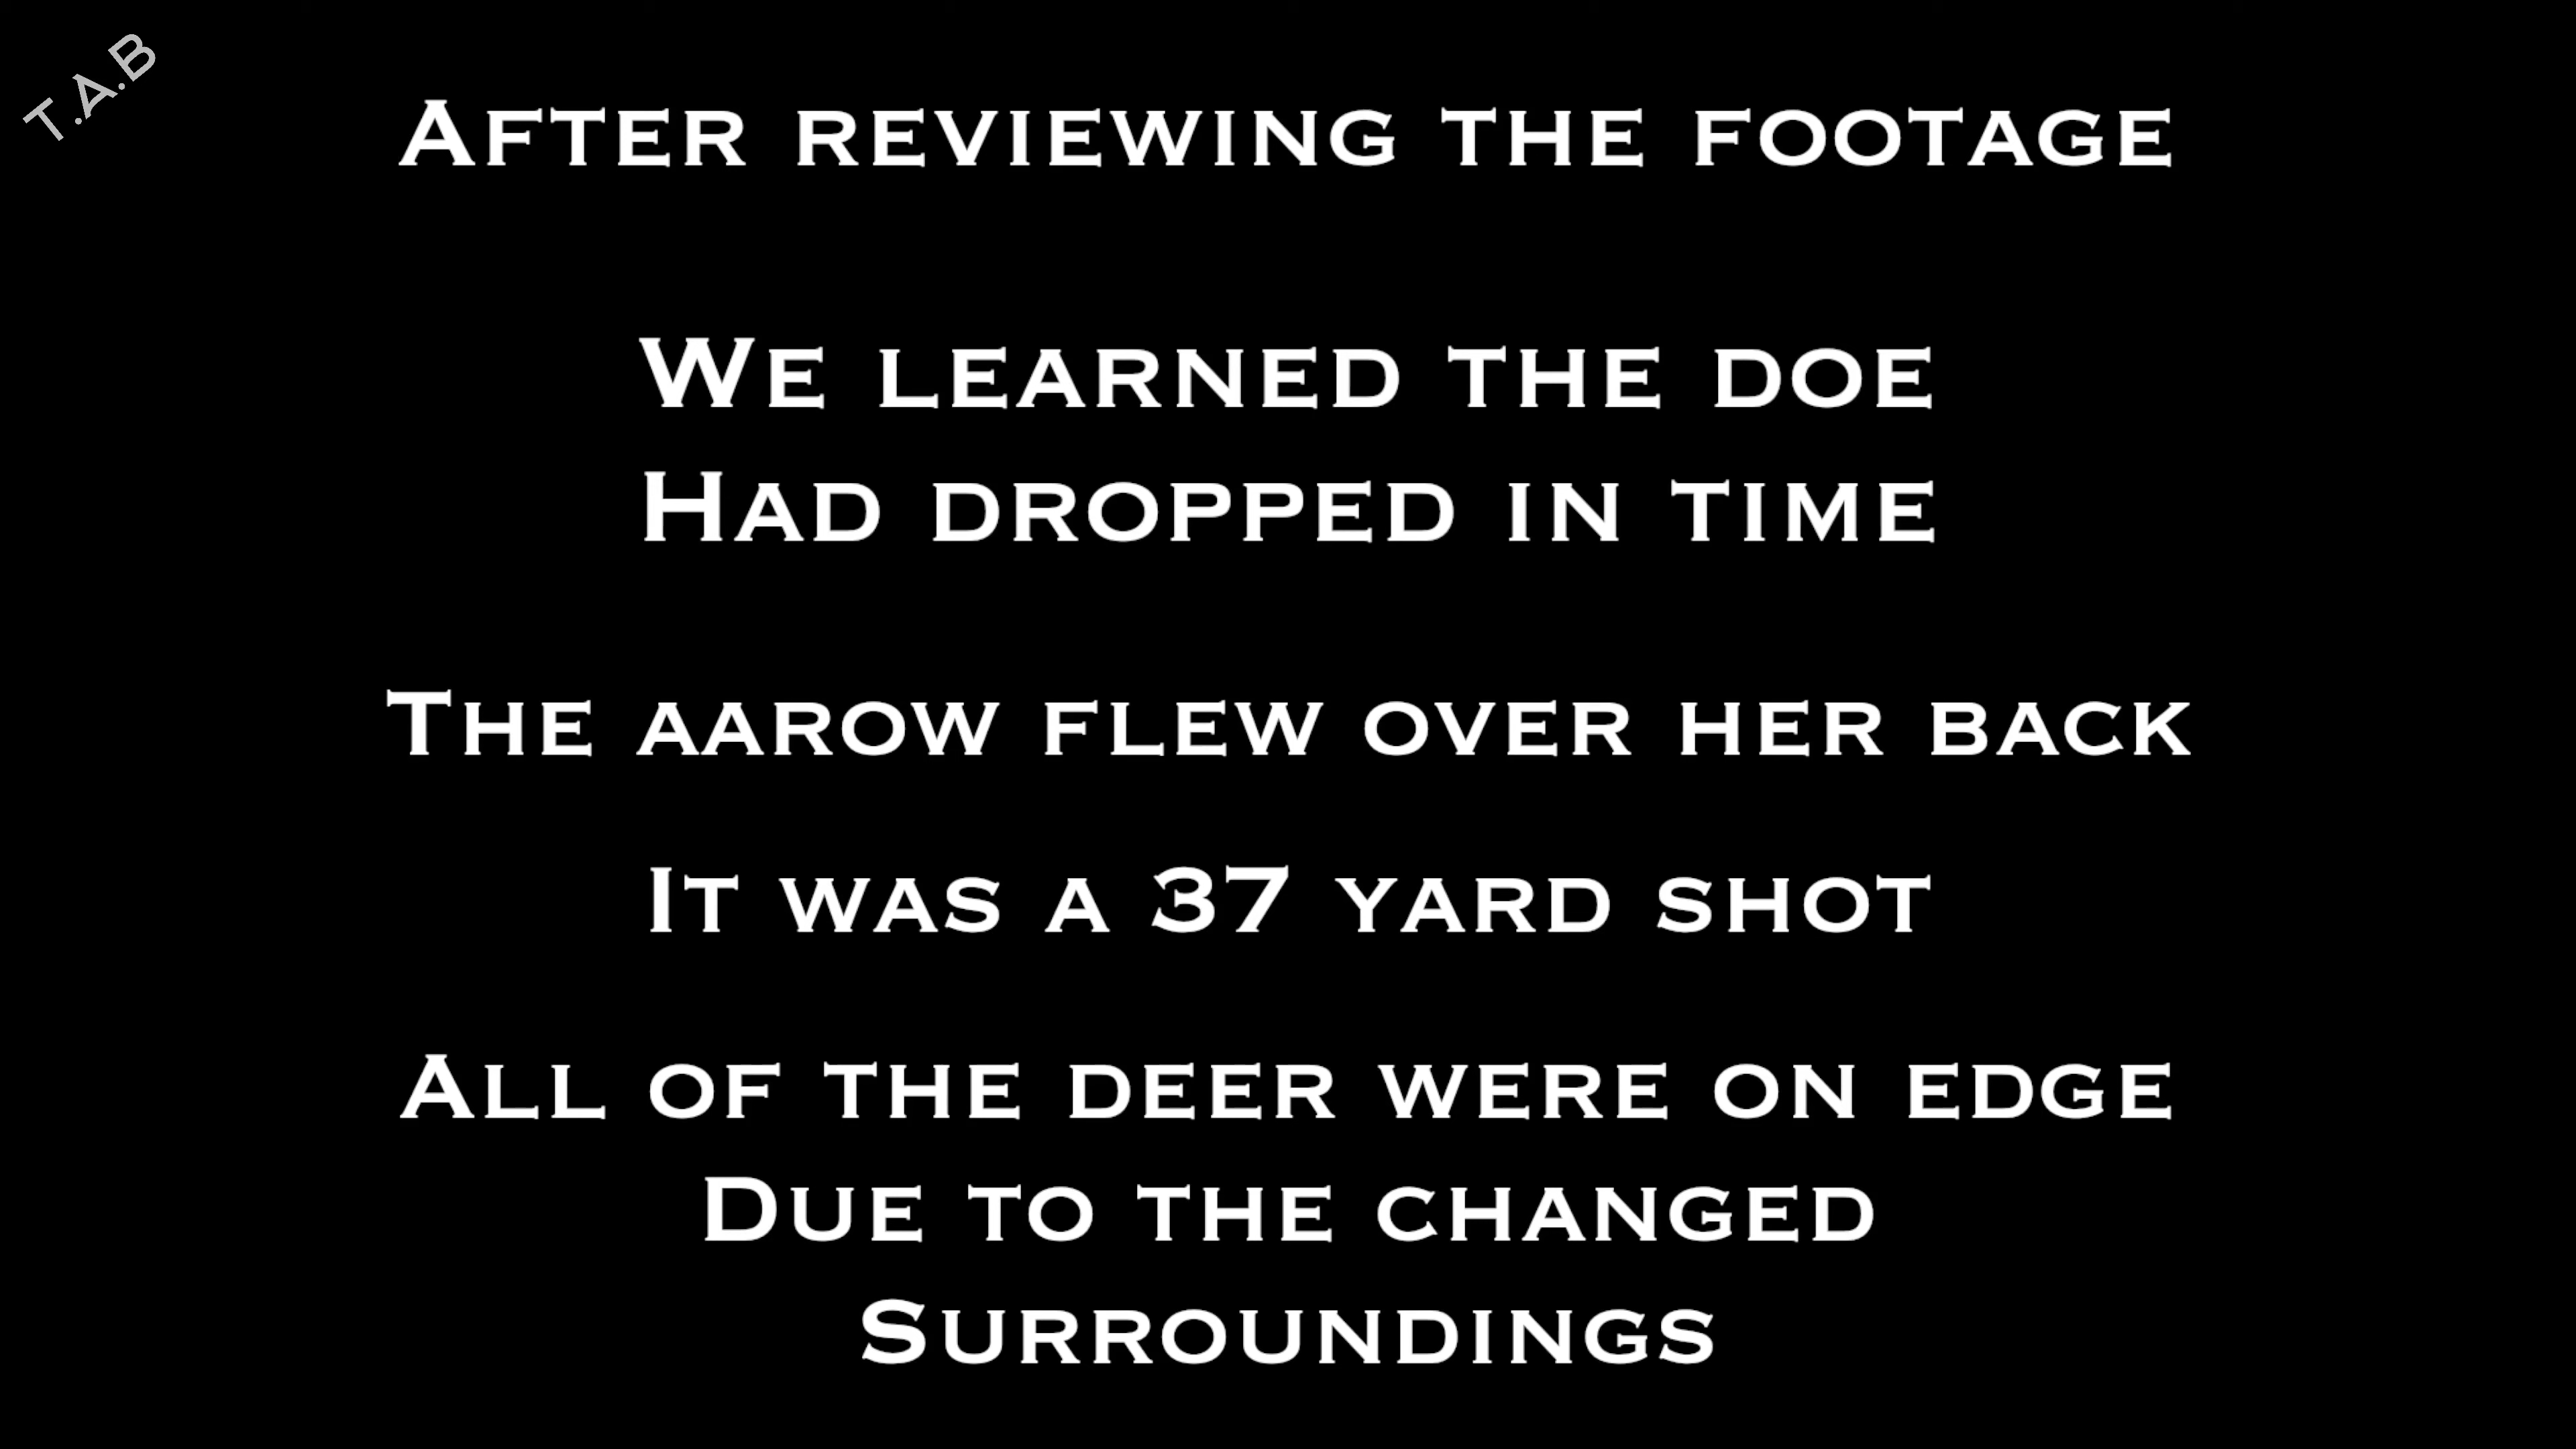 T.A.B
After reviewing the footage
We learned the doe
Had dropped in time
The aarow flew over her back
It was a 37 yard shot
All of the deer were on edge
Due to the changed
Surroundings